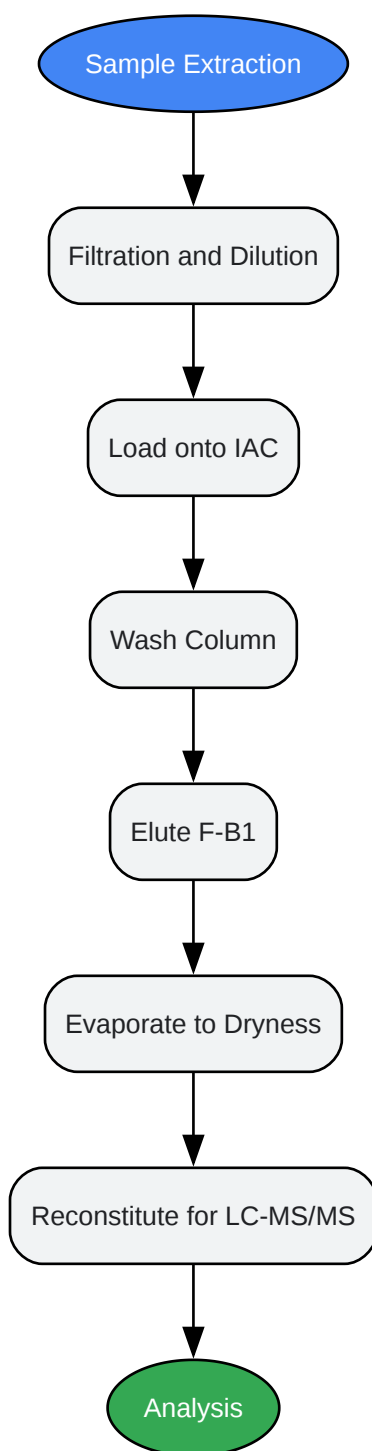 Sample Extraction
Filtration and Dilution
Load onto IAC
Wash Column
Elute F-B1
Evaporate to Dryness
Reconstitute for LC-MS/MS
Analysis